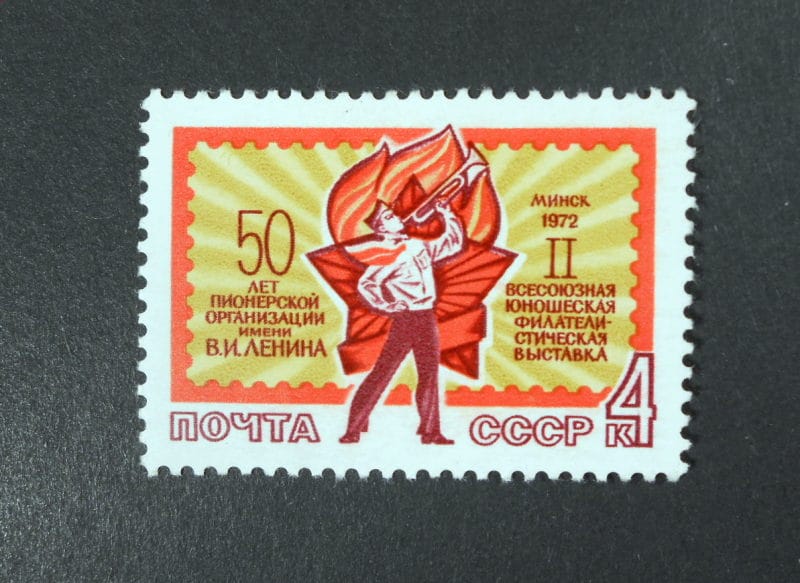 50
ЛЕТ
ПИОНЕРСКОЙ
ОРГАНИЗАЦИИ
ИМЕНИ
В.И.ЛЕНИНА
МИНСК
1972
II
ВСЕСОЮЗНАЯ
ЮНОШЕСКАЯ
ФИЛАТЕЛИ-
СТИЧЕСКАЯ
ВЫСТАВКА
ПОЧТА СССР 4 К